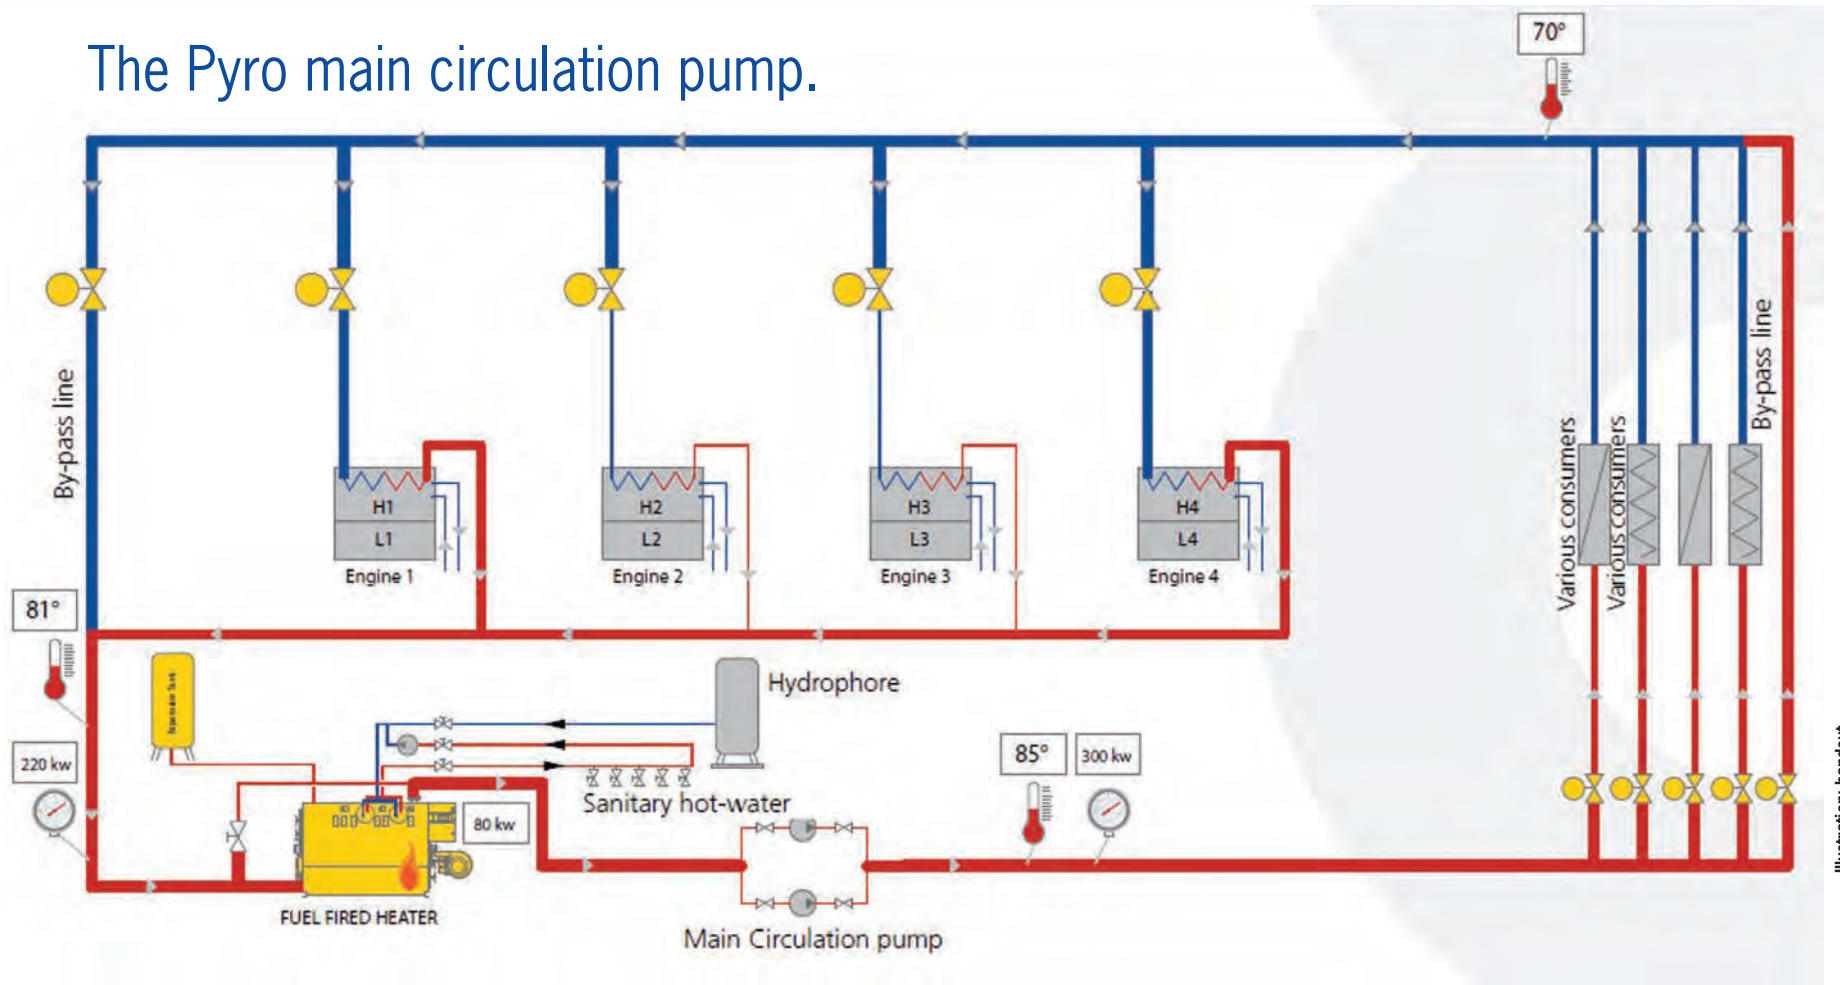 The Pyro main circulation pump.
70°
By-pass line
H1
L1
Engine 1
H2
L2
Engine 2
H3
L3
Engine 3
H4
L4
Engine 4
Various consumers
Various consumers
By-pass line
81°
220 kw
Hydrophore
Sanitary hot-water
80 kw
FUEL FIRED HEATER
Main Circulation pump
85°
300 kw